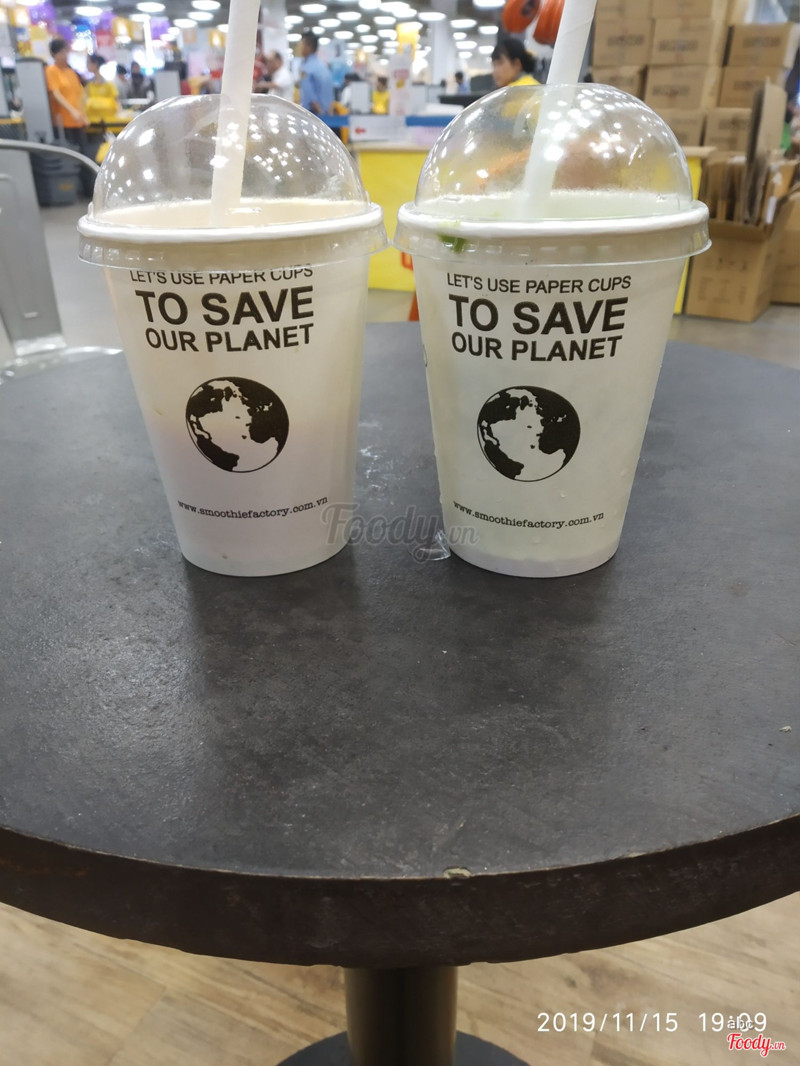 LET'S USE PAPER CUPS
TO SAVE
OUR PLANET
www.smoothiefactory.com.vn
LET'S USE PAPER CUPS
TO SAVE
OUR PLANET
www.smoothiefactory.com.vn
Foody.vn
2019/11/15 19:09
abc
Foody.vn